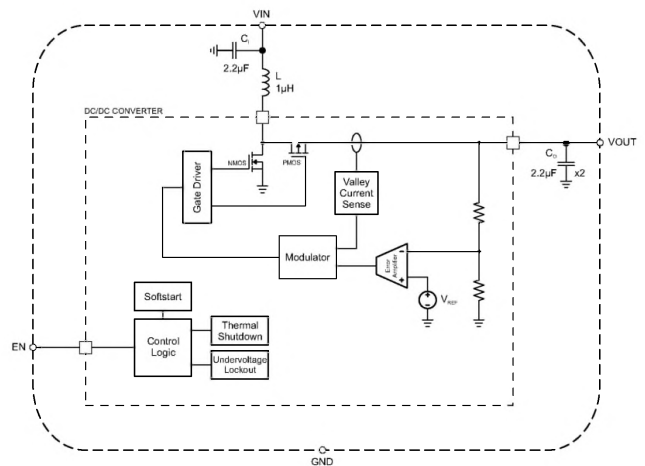 VIN
CI
2.2µF
L
1µH
DC/DC CONVERTER
VOUT
CO
2.2µF x2
NMOS
PMOS
Gate Driver
Valley
Current
Sense
Modulator
Error
Amplifier
VREF
Softstart
Control
Logic
Thermal
Shutdown
Undervoltage
Lockout
EN
GND